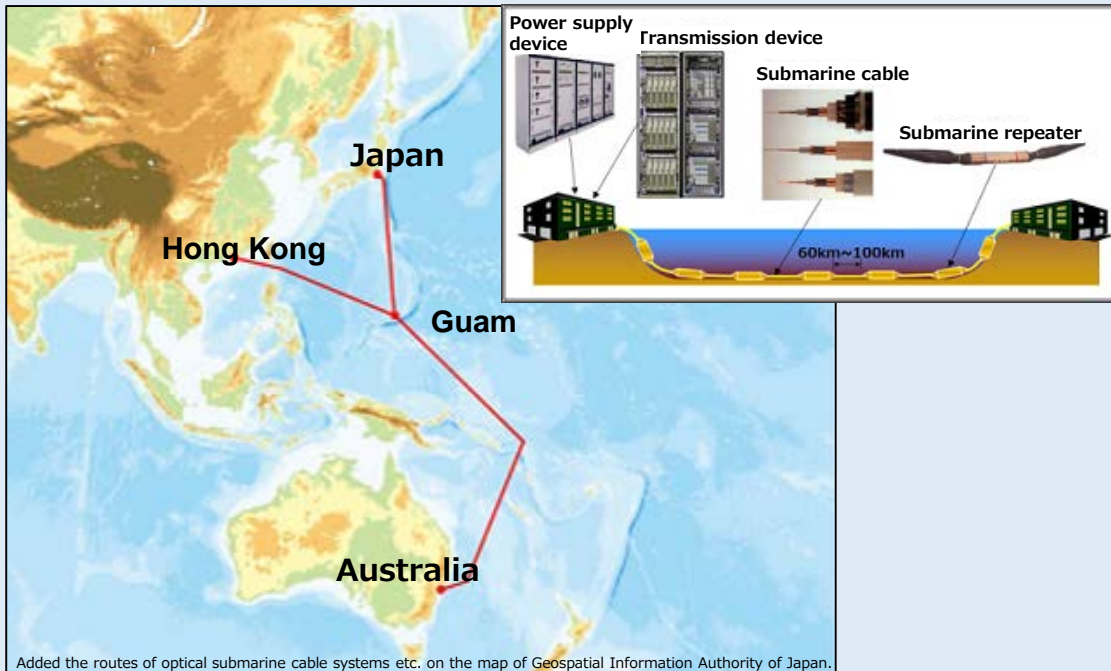 Power supply
device
Transmission device
Submarine cable
Submarine repeater
60km~100km
Japan
Hong Kong
Guam
Australia
Added the routes of optical submarine cable systems etc. on the map of Geospatial Information Authority of Japan.